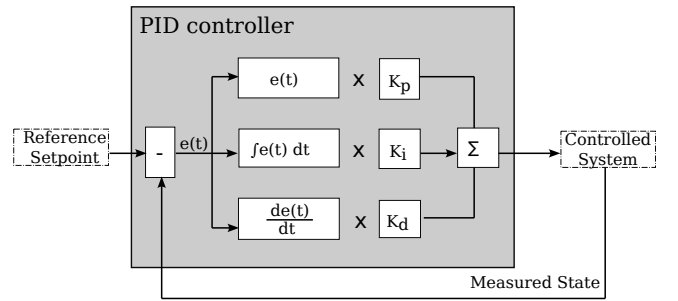 PID controller
e(t) x Kp
Reference
Setpoint
-
e(t)
∫e(t) dt x Ki
Σ
Controlled
System
de(t)
dt
x Kd
Measured State